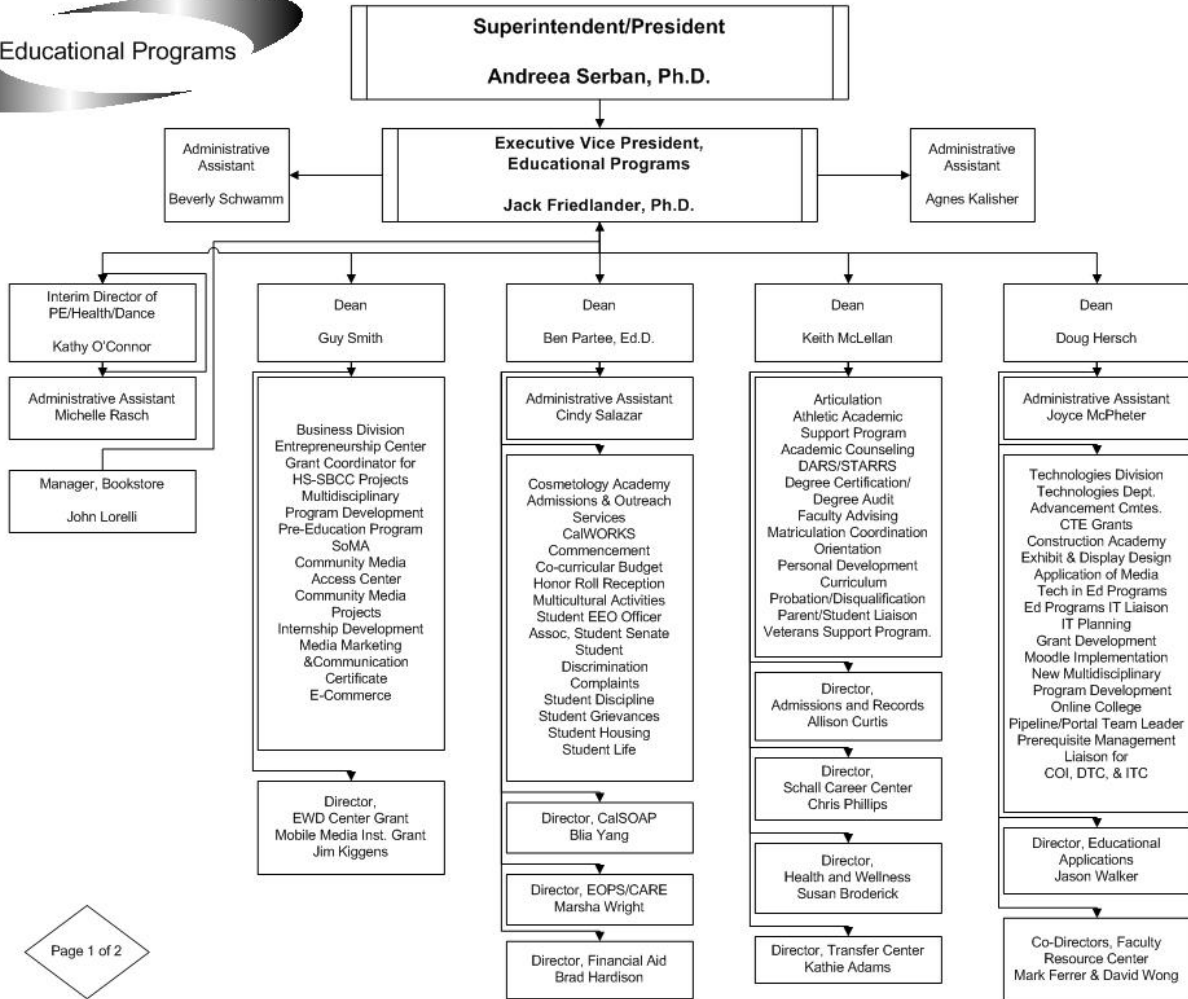 Educational Programs
Superintendent/President
Andreea Serban, Ph.D.
Administrative
Assistant
Beverly Schwamm
Executive Vice President,
Educational Programs
Jack Friedlander, Ph.D.
Administrative
Assistant
Agnes Kalisher
Interim Director of
PE/Health/Dance
Kathy O'Connor
Administrative Assistant
Michelle Rasch
Manager, Bookstore
John Lorelli
Dean
Guy Smith
Business Division
Entrepreneurship Center
Grant Coordinator for
HS-SBCC Projects
Multidisciplinary
Program Development
Pre-Education Program
SoMA
Community Media
Access Center
Community Media
Projects
Internship Development
Media Marketing
&Communication
Certificate
E-Commerce
Director,
EWD Center Grant
Mobile Media Inst. Grant
Jim Kiggens
Dean
Ben Partee, Ed.D.
Administrative Assistant
Cindy Salazar
Cosmetology Academy
Admissions & Outreach
Services
CalWORKS
Commencement
Co-curricular Budget
Honor Roll Reception
Multicultural Activities
Student EEO Officer
Assoc, Student Senate
Student
Discrimination
Complaints
Student Discipline
Student Grievances
Student Housing
Student Life
Director, CalSOAP
Blia Yang
Director, EOPS/CARE
Marsha Wright
Director, Financial Aid
Brad Hardison
Dean
Keith McLellan
Articulation
Athletic Academic
Support Program
Academic Counseling
DARS/STARRS
Degree Certification/
Degree Audit
Faculty Advising
Matriculation Coordination
Orientation
Personal Development
Curriculum
Probation/Disqualification
Parent/Student Liaison
Veterans Support Program.
Director,
Admissions and Records
Allison Curtis
Director,
Schall Career Center
Chris Phillips
Director,
Health and Wellness
Susan Broderick
Director, Transfer Center
Kathie Adams
Dean
Doug Hersch
Administrative Assistant
Joyce McPheter
Technologies Division
Technologies Dept.
Advancement Cmtes.
CTE Grants
Construction Academy
Exhibit & Display Design
Application of Media
Tech in Ed Programs
Ed Programs IT Liaison
IT Planning
Grant Development
Moodle Implementation
New Multidisciplinary
Program Development
Online College
Pipeline/Portal Team Leader
Prerequisite Management
Liaison for
COI, DTC, & ITC
Director, Educational
Applications
Jason Walker
Co-Directors, Faculty
Resource Center
Mark Ferrer & David Wong
Page 1 of 2